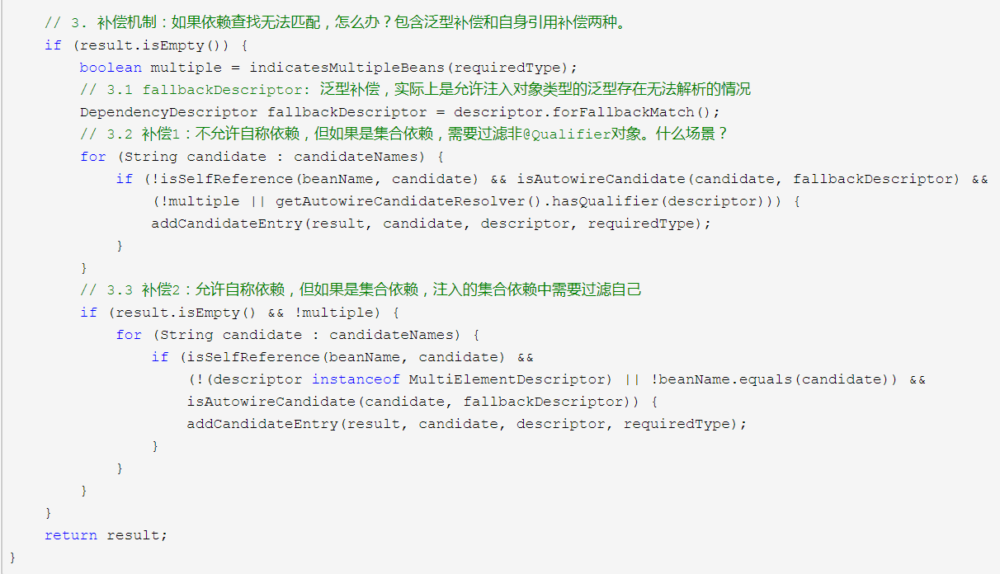 // 3. 补偿机制：如果依赖查找无法匹配，怎么办？包含泛型补偿和自身引用补偿两种。
if (result.isEmpty()) {
boolean multiple = indicatesMultipleBeans(requiredType);
// 3.1 fallbackDescriptor: 泛型补偿，实际上是允许注入对象类型的泛型存在无法解析的情况
DependencyDescriptor fallbackDescriptor = descriptor.forFallbackMatch();
// 3.2 补偿1：不允许自称依赖，但如果是集合依赖，需要过滤非@Qualifier对象。什么场景？
for (String candidate : candidateNames) {
if (!isSelfReference(beanName, candidate) && isAutowireCandidate(candidate, fallbackDescriptor) &&
(!multiple || getAutowireCandidateResolver().hasQualifier(descriptor))) {
addCandidateEntry(result, candidate, descriptor, requiredType);
}
}
// 3.3 补偿2：允许自称依赖，但如果是集合依赖，注入的集合依赖中需要过滤自己
if (result.isEmpty() && !multiple) {
for (String candidate : candidateNames) {
if (isSelfReference(beanName, candidate) &&
(!(descriptor instanceof MultiElementDescriptor) || !beanName.equals(candidate)) &&
isAutowireCandidate(candidate, fallbackDescriptor)) {
addCandidateEntry(result, candidate, descriptor, requiredType);
}
}
}
}
return result;
}